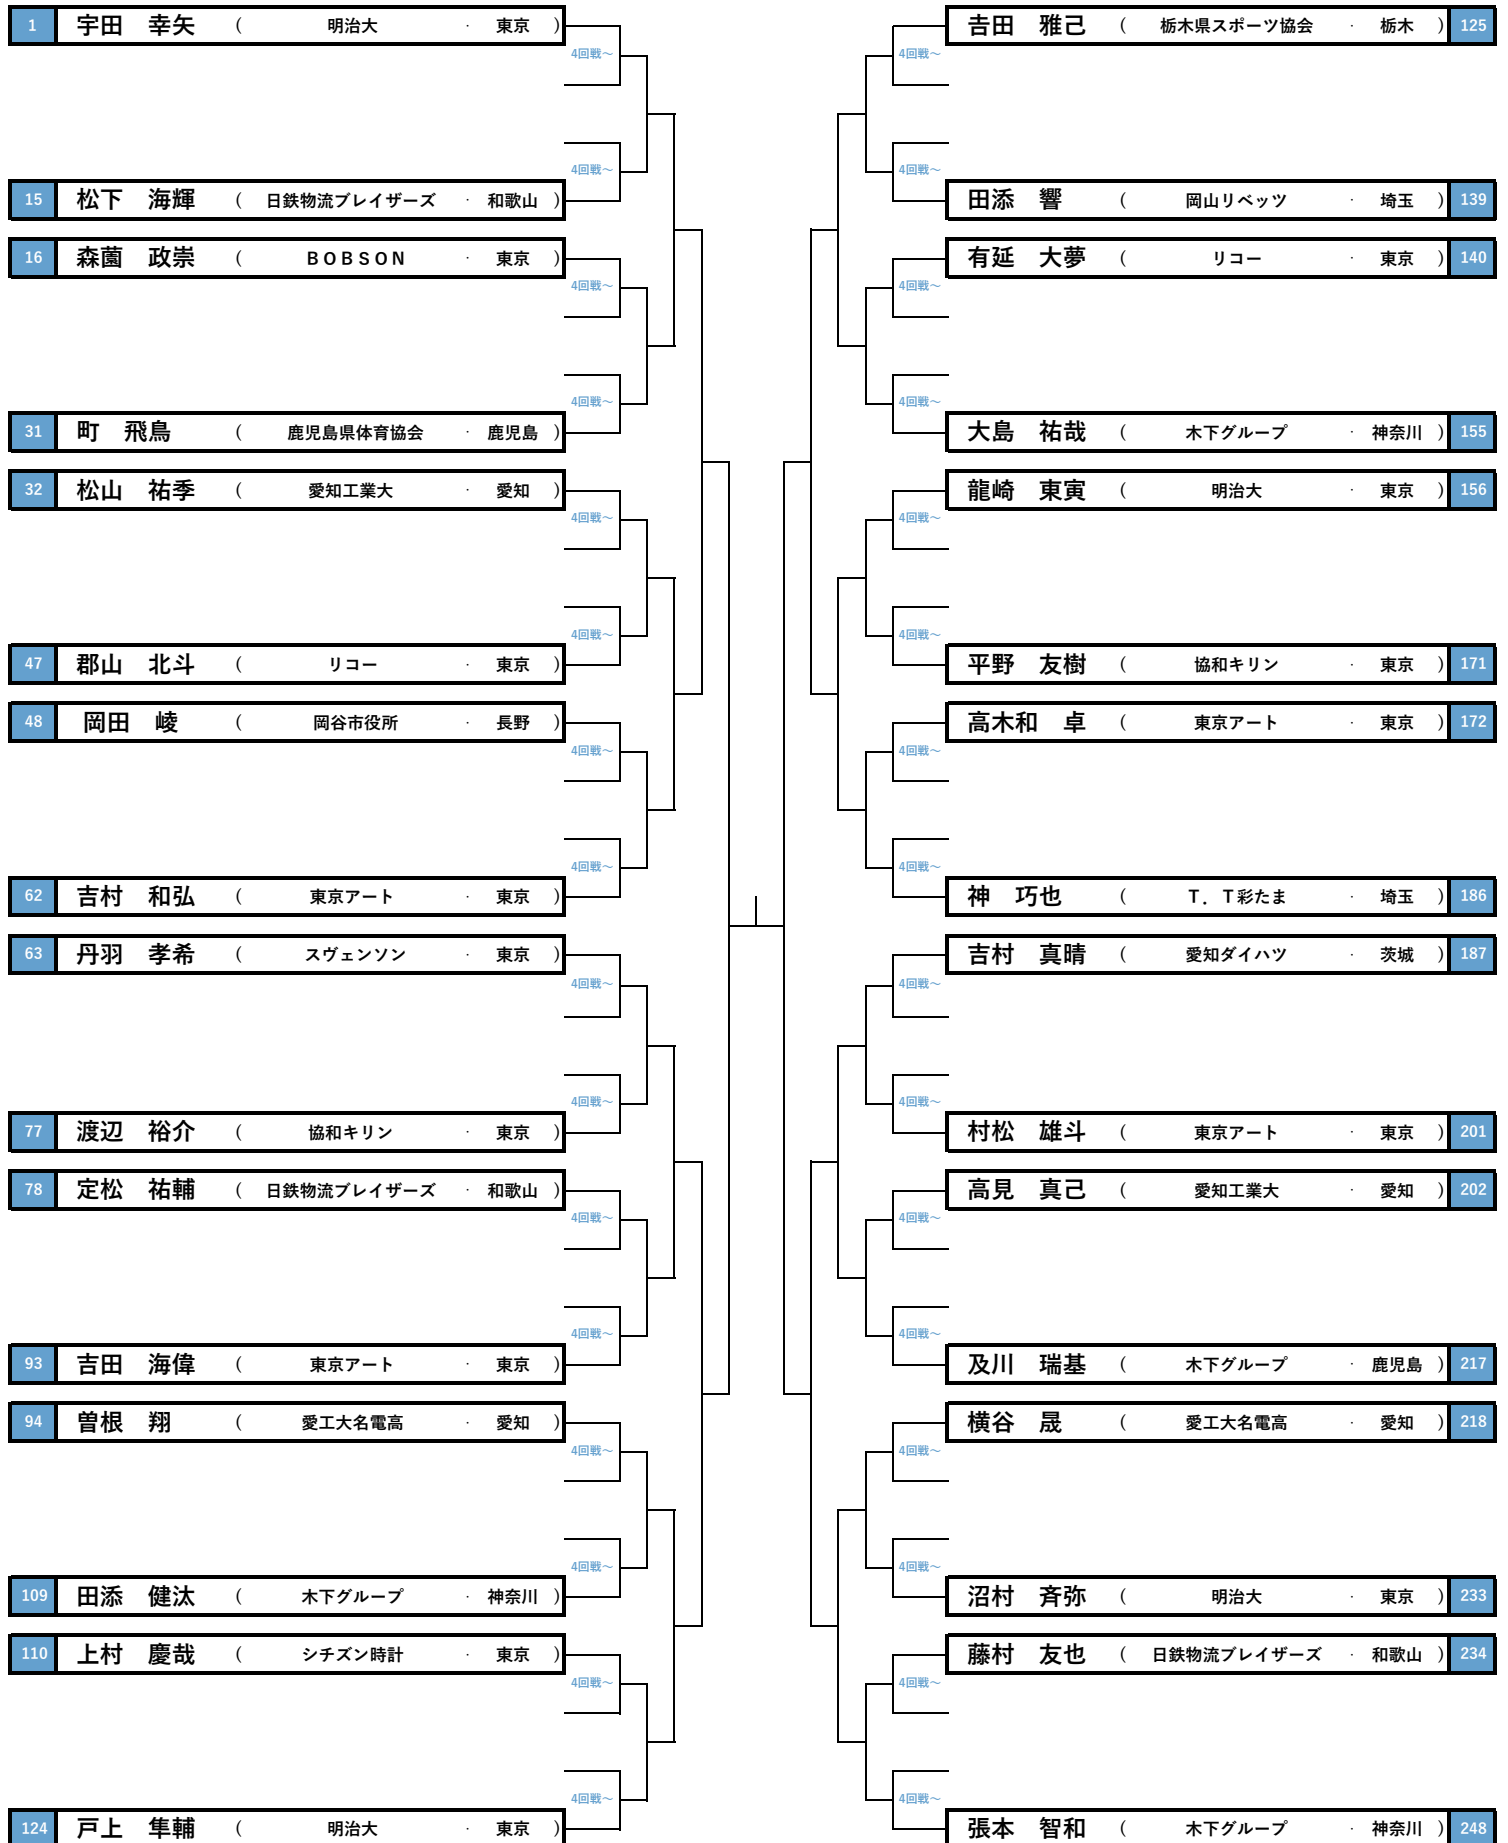 1 宇田 幸矢 ( 明治大 · 東京 )
4回戦～
4回戦～
15 松下 海輝 ( 日鉄物流ブレイザーズ · 和歌山 )
16 森薗 政崇 ( ＢＯＢＳＯＮ · 東京 )
4回戦～
4回戦～
31 町 飛鳥 ( 鹿児島県体育協会 · 鹿児島 )
32 松山 祐季 ( 愛知工業大 · 愛知 )
4回戦～
4回戦～
47 郡山 北斗 ( リコー · 東京 )
48 岡田 崚 ( 岡谷市役所 · 長野 )
4回戦～
4回戦～
62 吉村 和弘 ( 東京アート · 東京 )
63 丹羽 孝希 ( スヴェンソン · 東京 )
4回戦～
4回戦～
77 渡辺 裕介 ( 協和キリン · 東京 )
78 定松 祐輔 ( 日鉄物流ブレイザーズ · 和歌山 )
4回戦～
4回戦～
93 吉田 海偉 ( 東京アート · 東京 )
94 曽根 翔 ( 愛工大名電高 · 愛知 )
4回戦～
4回戦～
109 田添 健汰 ( 木下グループ · 神奈川 )
110 上村 慶哉 ( シチズン時計 · 東京 )
4回戦～
4回戦～
124 戸上 隼輔 ( 明治大 · 東京 )
𠮷田 雅己 ( 栃木県スポーツ協会 · 栃木 ) 125
4回戦～
4回戦～
田添 響 ( 岡山リベッツ · 埼玉 ) 139
有延 大夢 ( リコー · 東京 ) 140
4回戦～
4回戦～
大島 祐哉 ( 木下グループ · 神奈川 ) 155
龍崎 東寅 ( 明治大 · 東京 ) 156
4回戦～
4回戦～
平野 友樹 ( 協和キリン · 東京 ) 171
高木和 卓 ( 東京アート · 東京 ) 172
4回戦～
4回戦～
神 巧也 ( Ｔ．Ｔ彩たま · 埼玉 ) 186
吉村 真晴 ( 愛知ダイハツ · 茨城 ) 187
4回戦～
4回戦～
村松 雄斗 ( 東京アート · 東京 ) 201
高見 真己 ( 愛知工業大 · 愛知 ) 202
4回戦～
4回戦～
及川 瑞基 ( 木下グループ · 鹿児島 ) 217
横谷 晟 ( 愛工大名電高 · 愛知 ) 218
4回戦～
4回戦～
沼村 斉弥 ( 明治大 · 東京 ) 233
藤村 友也 ( 日鉄物流ブレイザーズ · 和歌山 ) 234
4回戦～
4回戦～
張本 智和 ( 木下グループ · 神奈川 ) 248